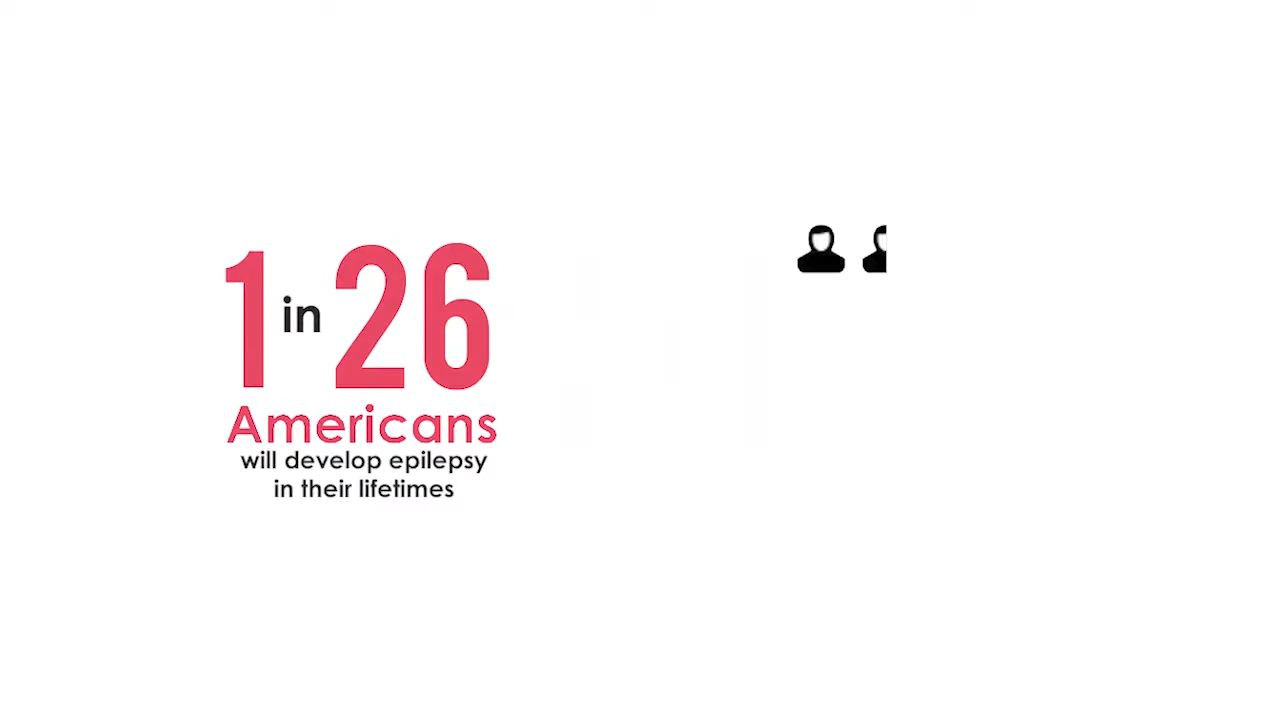 1 in 26
Americans
will develop epilepsy
in their lifetimes